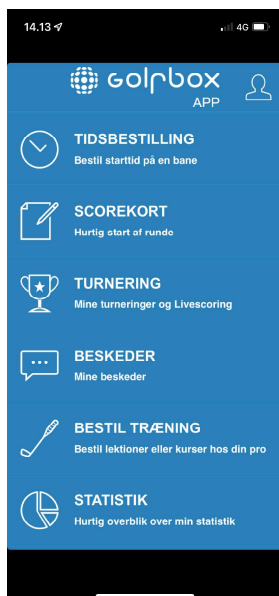 14.13
4G
GOLFBOX
APP
TIDSBESTILLING
Bestil starttid på en bane
SCOREKORT
Hurtig start af runde
TURNERING
Mine turneringer og Livescoring
BESKEDER
Mine beskeder
BESTIL TRÆNING
Bestil lektioner eller kurser hos din pro
STATISTIK
Hurtig overblik over min statistik